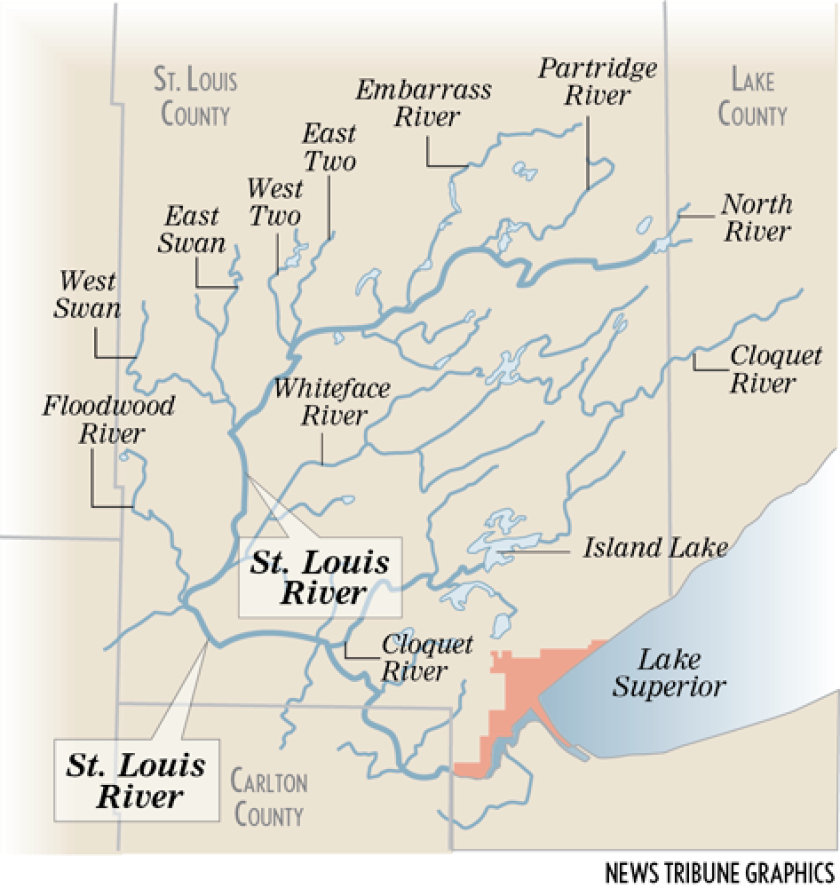 Partridge
River
St. Louis
County
Embarrass
River
Lake
County
East
Two
West
Two
East
Swan
North
River
West
Swan
Cloquet
River
Whiteface
River
Floodwood
River
St. Louis
River
Island Lake
Cloquet
River
Lake
Superior
St. Louis
River
Carlton
County
NEWS TRIBUNE GRAPHICS